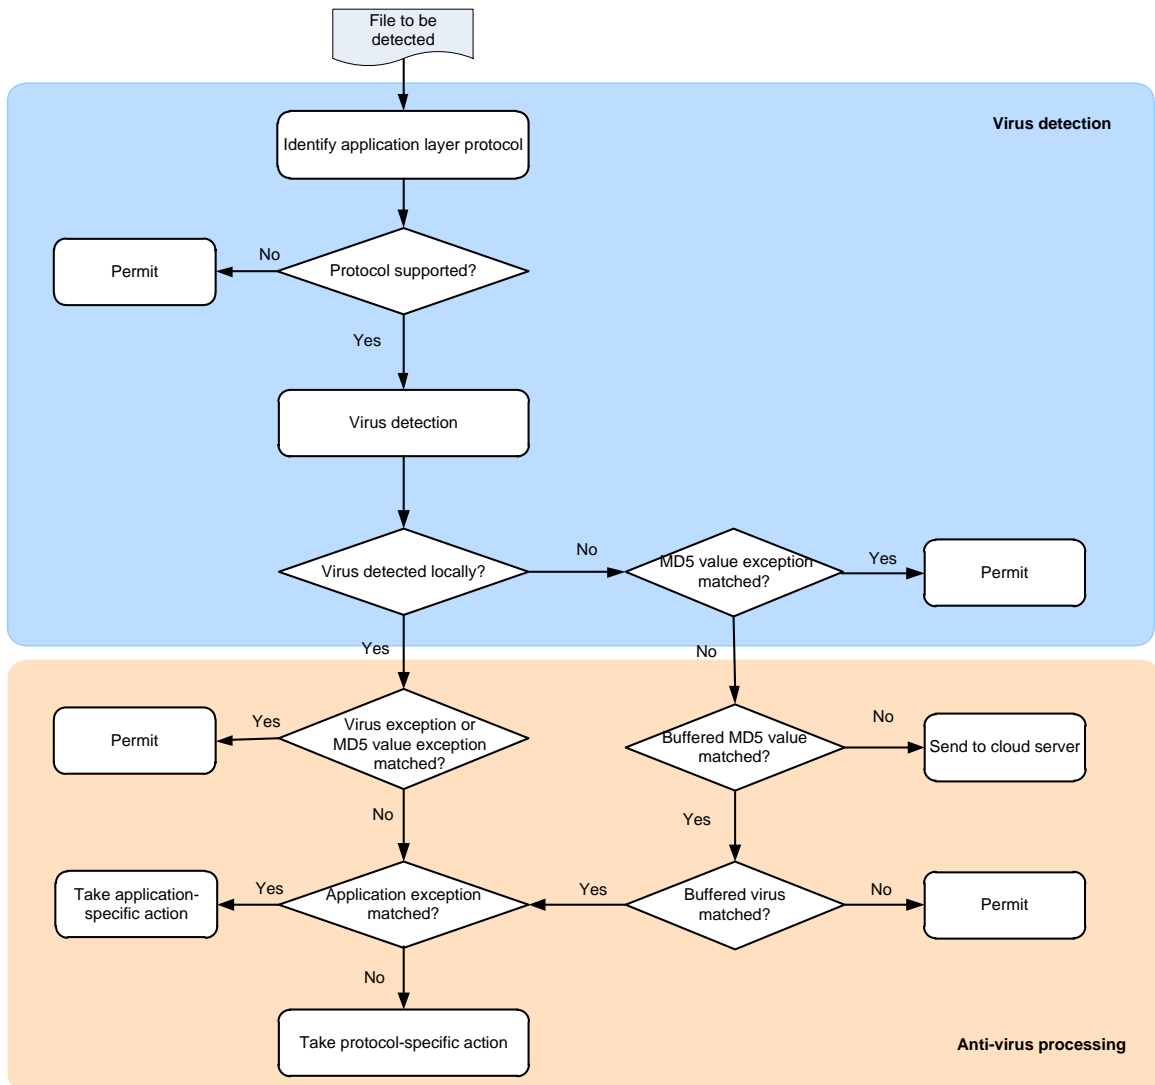 File to be
detected
Virus detection
Identify application layer protocol
No
Permit
Protocol supported?
Yes
Virus detection
Virus detected locally?
No
MD5 value exception
matched?
Yes
Permit
Yes
No
Permit
Yes
Virus exception or
MD5 value exception
matched?
Buffered MD5 value
matched?
No
Send to cloud server
No
Yes
Take application-
specific action
Yes
Application exception
matched?
Yes
Buffered virus
matched?
No
Permit
No
Take protocol-specific action
Anti-virus processing